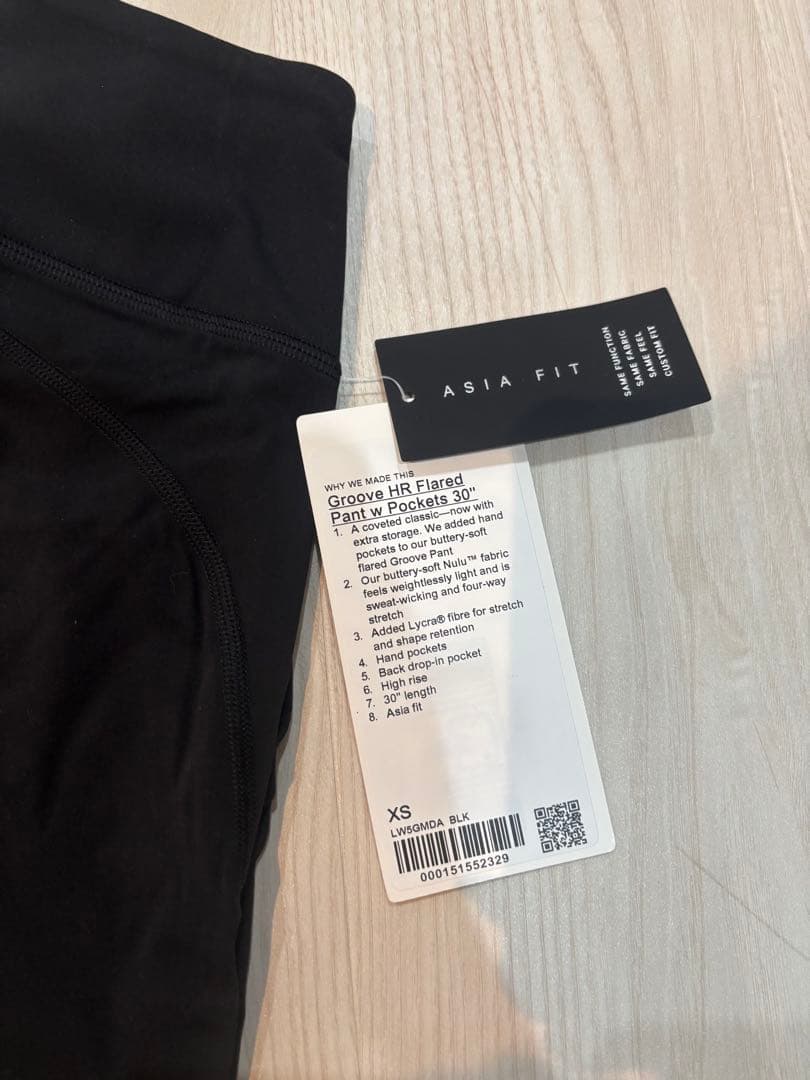 ASIA FIT
SAME FUNCTION
SAME FABRIC
SAME FEEL
CUSTOM FIT
WHY WE MADE THIS
Groove HR Flared
Pant w Pockets 30"
1. A coveted classic—now with
extra storage. We added hand
pockets to our buttery-soft
flared Groove Pant
2. Our buttery-soft Nulu™ fabric
feels weightlessly light and is
sweat-wicking and four-way
stretch
3. Added Lycra® fibre for stretch
and shape retention
4. Hand pockets
5. Back drop-in pocket
6. High rise
7. 30" length
8. Asia fit
XS
LW5GMDA BLK
000151552329